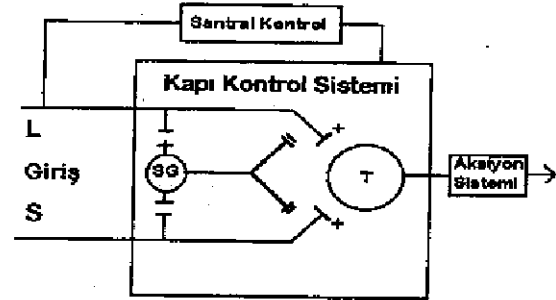 Santral Kontrol
Kapı Kontrol Sistemi
L
Giriş
S
SG
T
+
+
Aksiyon
Sistemi